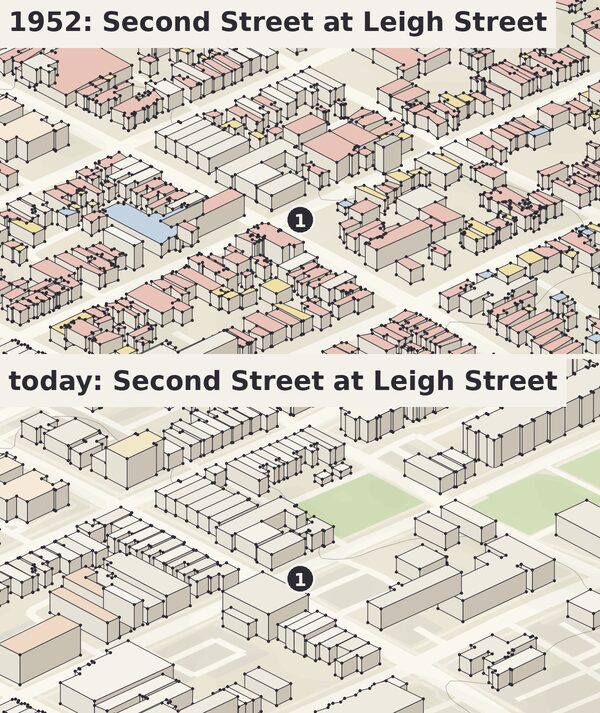 1952: Second Street at Leigh Street
1
today: Second Street at Leigh Street
1